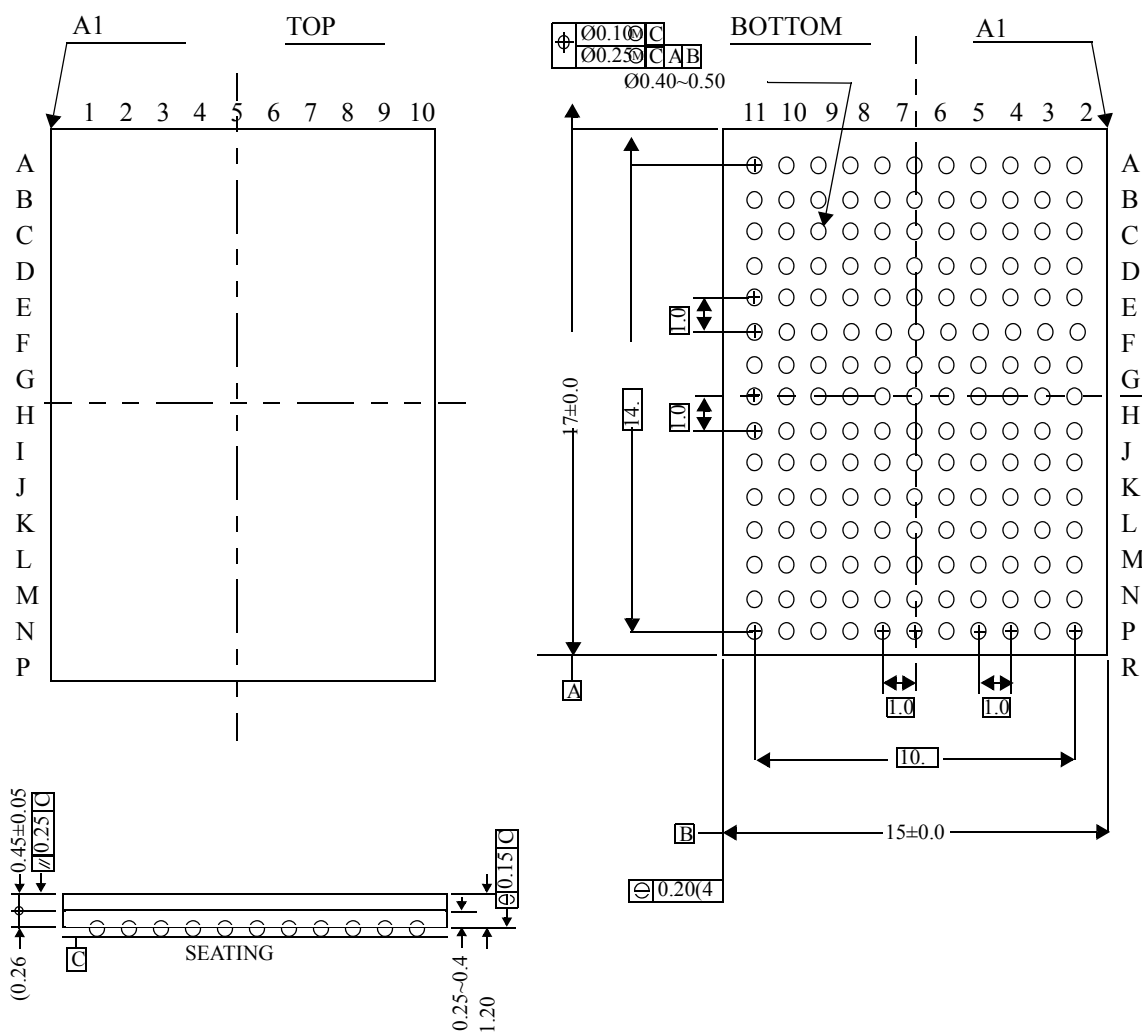 A1
TOP
1 2 3 4 5 6 7 8 9 10
A
B
C
D
E
F
G
H
I
J
K
L
M
N
P
Ø0.10Ⓜ C
Ø0.25Ⓜ C A B
Ø0.40~0.50
BOTTOM
A1
11 10 9 8 7 6 5 4 3 2
A
B
C
D
E
F
G
H
J
K
L
M
N
P
R
1.0
1.0
14.
17±0.0
A
1.0
1.0
10.
B
15±0.0
0.20(4
0.45±0.05
// 0.25 C
(0.26
C
SEATING
0.15 C
0.25~0.4
1.20